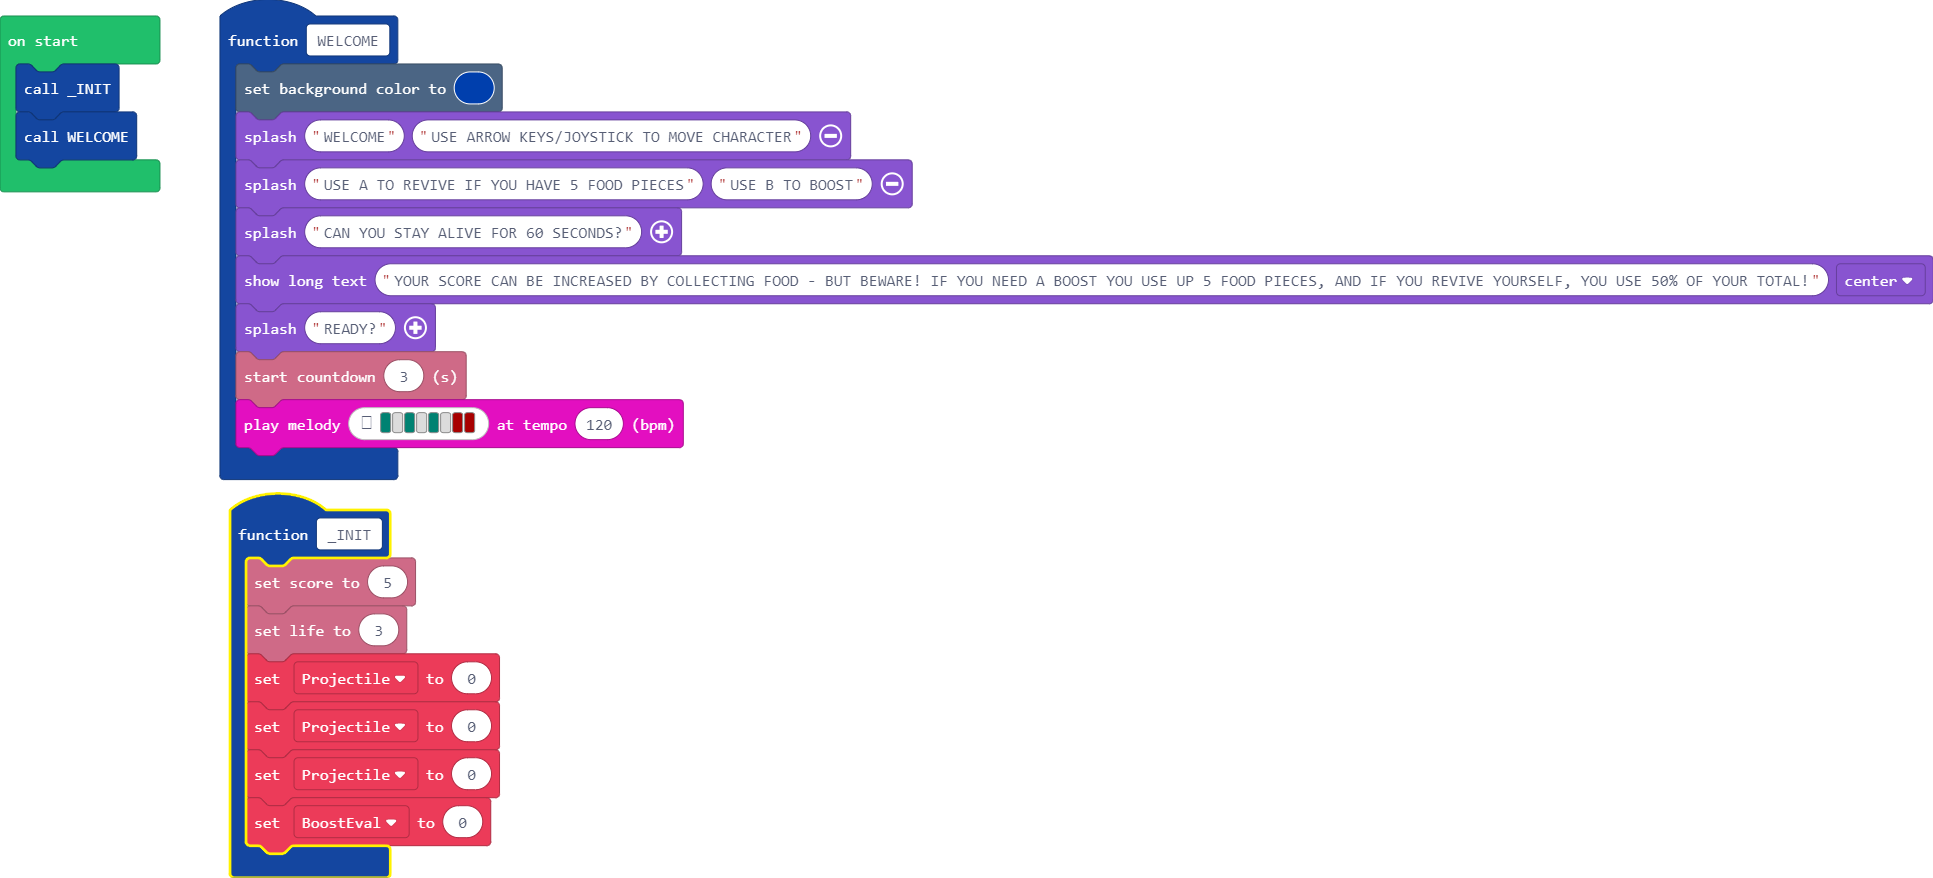 on start
call _INIT
call WELCOME
function WELCOME
set background color to
splash "WELCOME" "USE ARROW KEYS/JOYSTICK TO MOVE CHARACTER"
splash "USE A TO REVIVE IF YOU HAVE 5 FOOD PIECES" "USE B TO BOOST"
splash "CAN YOU STAY ALIVE FOR 60 SECONDS?"
show long text "YOUR SCORE CAN BE INCREASED BY COLLECTING FOOD - BUT BEWARE! IF YOU NEED A BOOST YOU USE UP 5 FOOD PIECES, AND IF YOU REVIVE YOURSELF, YOU USE 50% OF YOUR TOTAL!" center
splash "READY?"
start countdown 3 (s)
play melody at tempo 120 (bpm)
function _INIT
set score to 5
set life to 3
set Projectile to 0
set Projectile to 0
set Projectile to 0
set BoostEval to 0